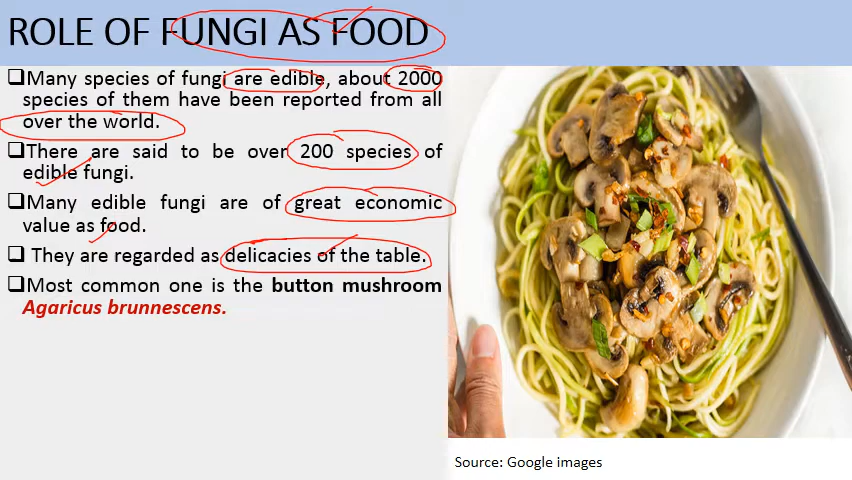 ROLE OF FUNGI AS FOOD
❑Many species of fungi are edible, about 2000
species of them have been reported from all
over the world.
❑There are said to be over 200 species of
edible fungi.
❑Many edible fungi are of great economic
value as food.
❑ They are regarded as delicacies of the table.
❑Most common one is the button mushroom
Agaricus brunnescens.
Source: Google images